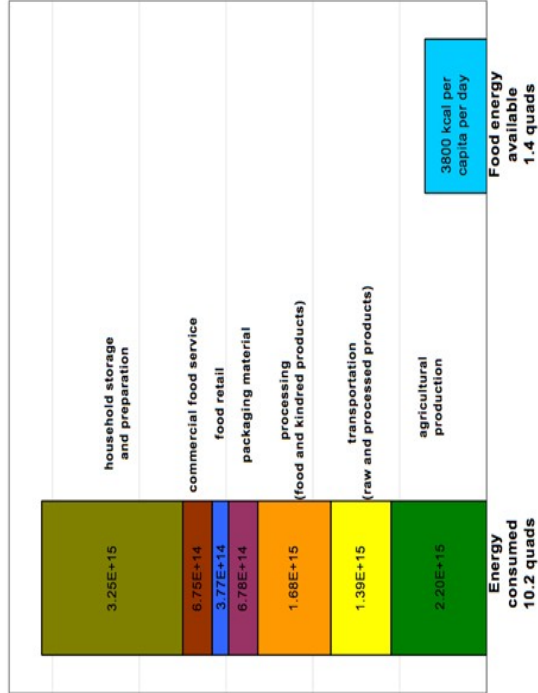 household storage
and preparation
commercial food service
food retail
packaging material
processing
(food and kindred products)
transportation
(raw and processed products)
agricultural
production
3.25E+15
6.75E+14
3.77E+14
6.78E+14
1.68E+15
1.39E+15
2.20E+15
Energy
consumed
10.2 quads
3800 kcal per
capita per day
Food energy
available
1.4 quads